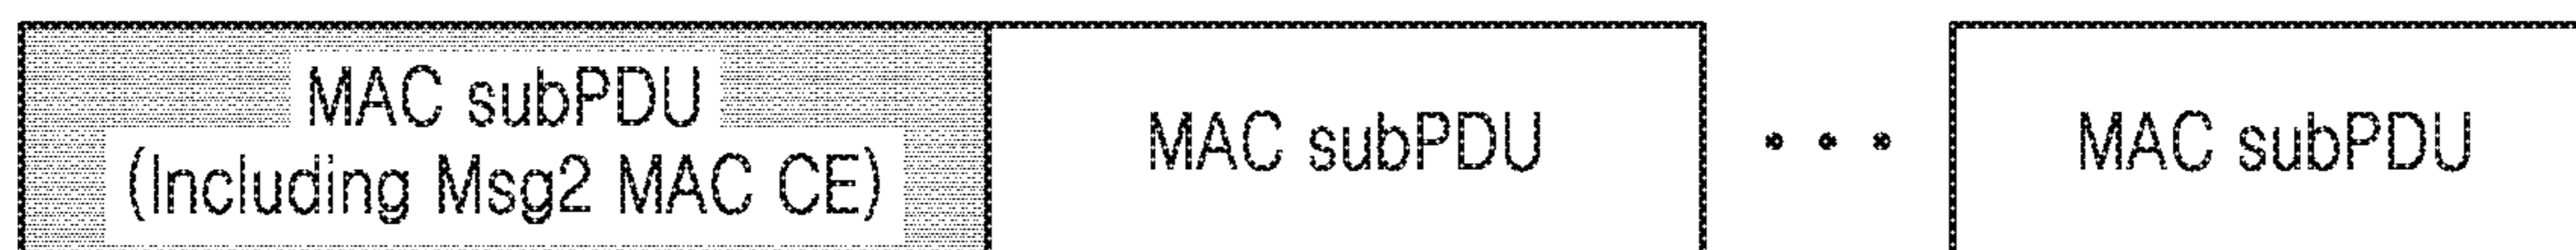 MAC subPDU
(Including Msg2 MAC CE)
MAC subPDU
• • •
MAC subPDU